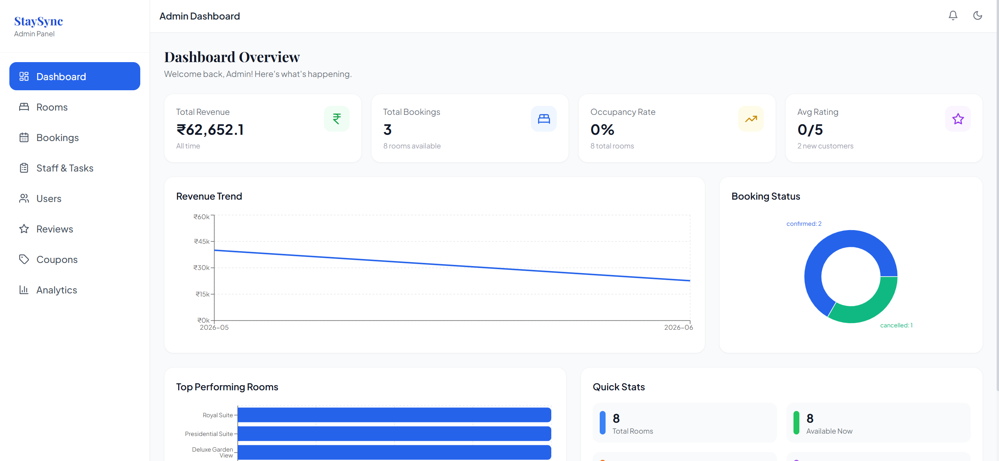 StaySync
Admin Panel
Dashboard
Rooms
Bookings
Staff & Tasks
Users
Reviews
Coupons
Analytics
Admin Dashboard
Dashboard Overview
Welcome back, Admin! Here's what's happening.
Total Revenue
₹62,652.1
All time
₹
Total Bookings
3
8 rooms available
Occupancy Rate
0%
8 total rooms
Avg Rating
0/5
2 new customers
Revenue Trend
₹60k
₹45k
₹30k
₹15k
₹0k
2026-05
2026-06
Booking Status
confirmed: 2
cancelled: 1
Top Performing Rooms
Royal Suite
Presidential Suite
Deluxe Garden
View
Quick Stats
8
Total Rooms
8
Available Now